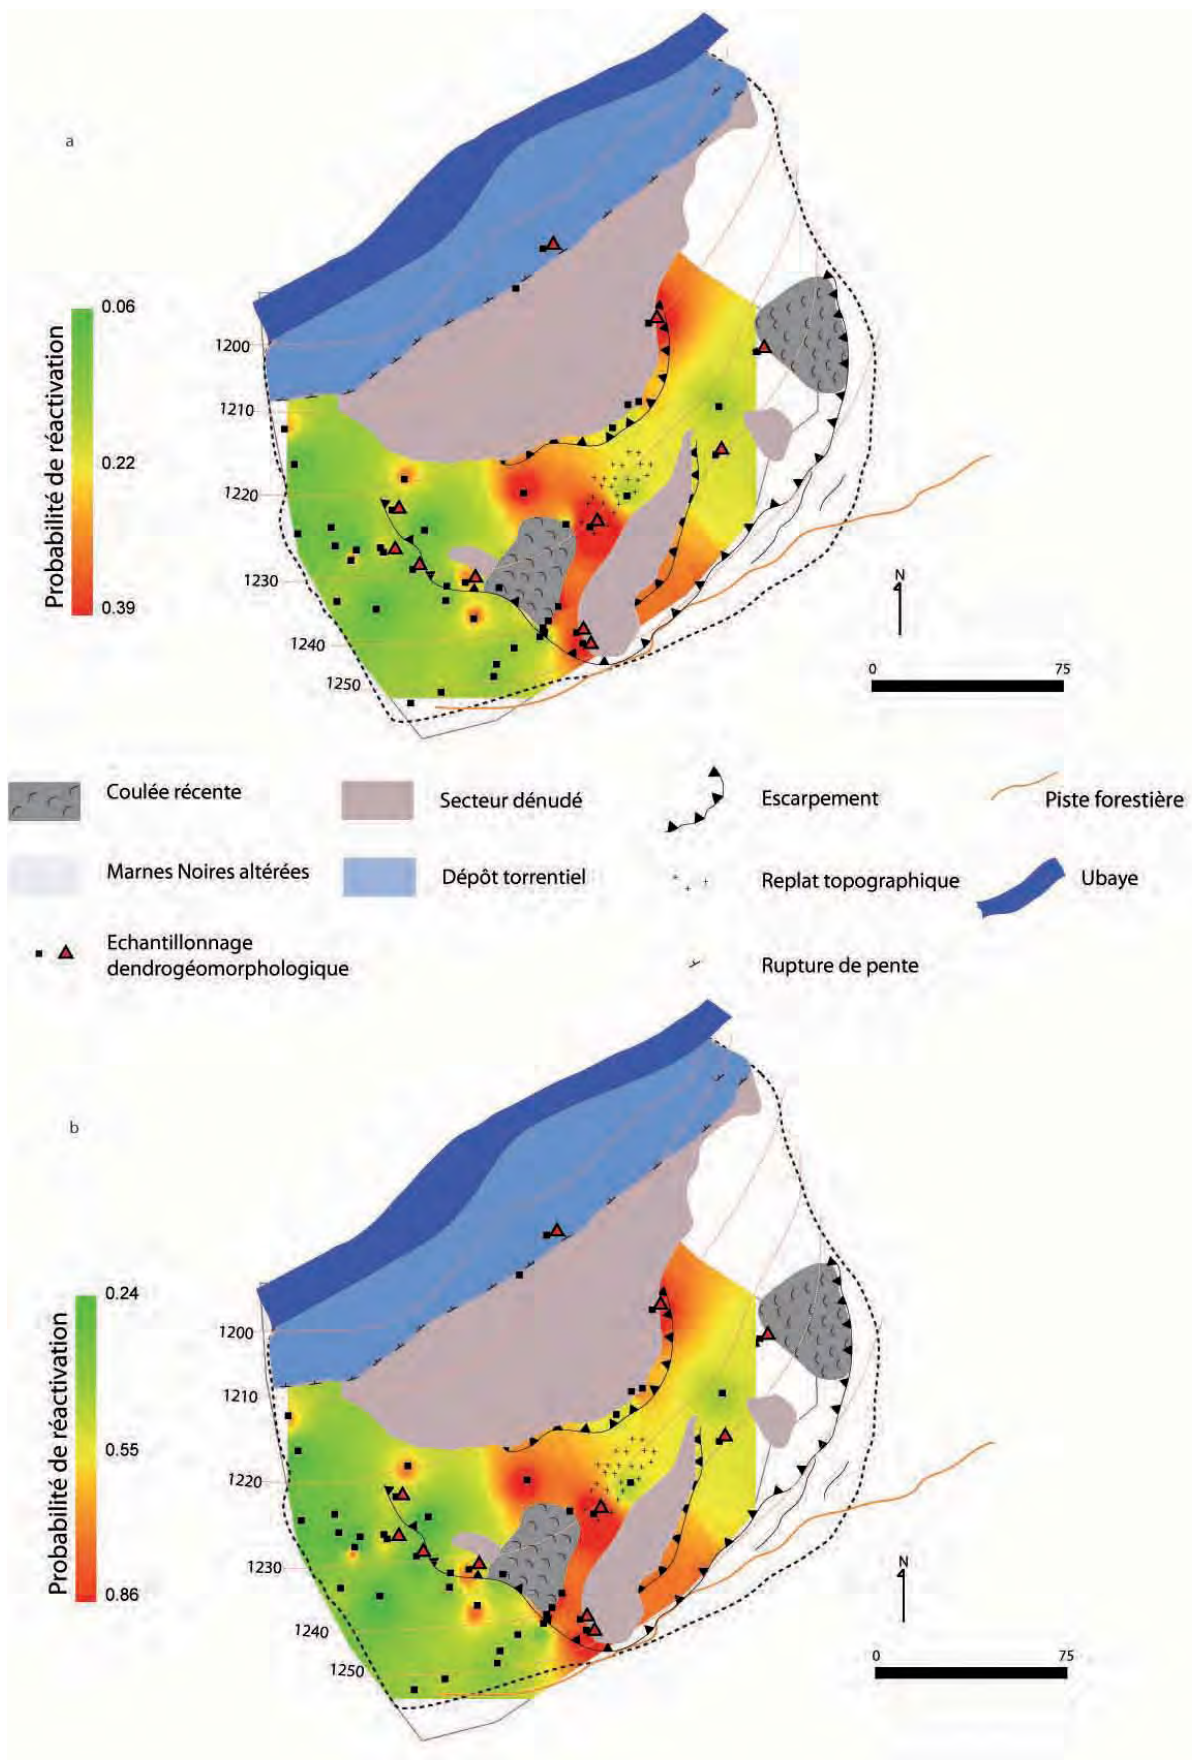 a
0.06
0.22
0.39
Probabilité de réactivation
1200
1210
1220
1230
1240
1250
N
0 75
Coulée récente
Secteur dénudé
Escarpement
Piste forestière
Marnes Noires altérées
Dépôt torrentiel
Replat topographique
Ubaye
Echantillonnage
dendrogéomorphologique
Rupture de pente
b
0.24
0.55
0.86
Probabilité de réactivation
1200
1210
1220
1230
1240
1250
N
0 75